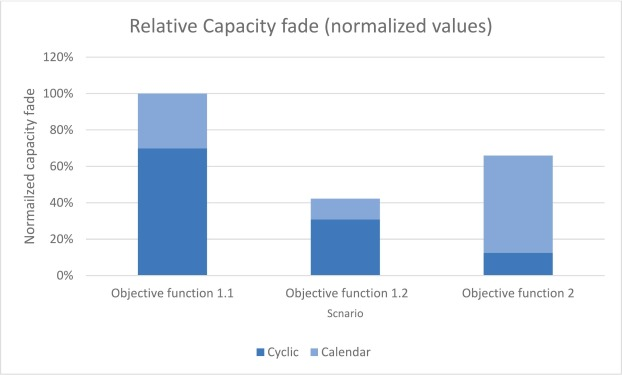 Relative Capacity fade (normalized values)
120%
100%
80%
60%
40%
20%
0%
Normailized capacity fade
Objective function 1.1
Objective function 1.2
Objective function 2
Scnario
Cyclic
Calendar